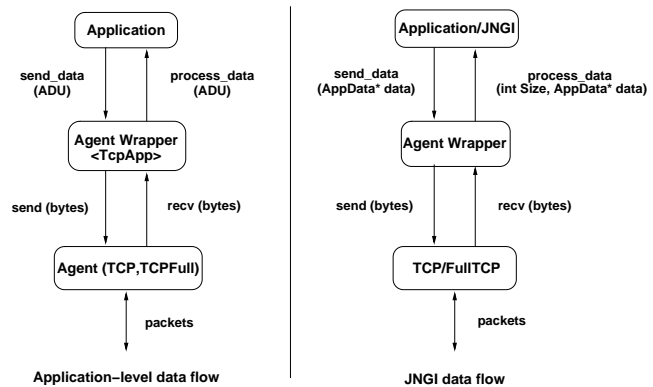 Application
send_data
(ADU)
process_data
(ADU)
Agent Wrapper
<TcpApp>
send (bytes)
recv (bytes)
Agent (TCP,TCPFull)
packets
Application−level data flow
Application/JNGI
send_data
(AppData* data)
process_data
(int Size, AppData* data)
Agent Wrapper
send (bytes)
recv (bytes)
TCP/FullTCP
packets
JNGI data flow